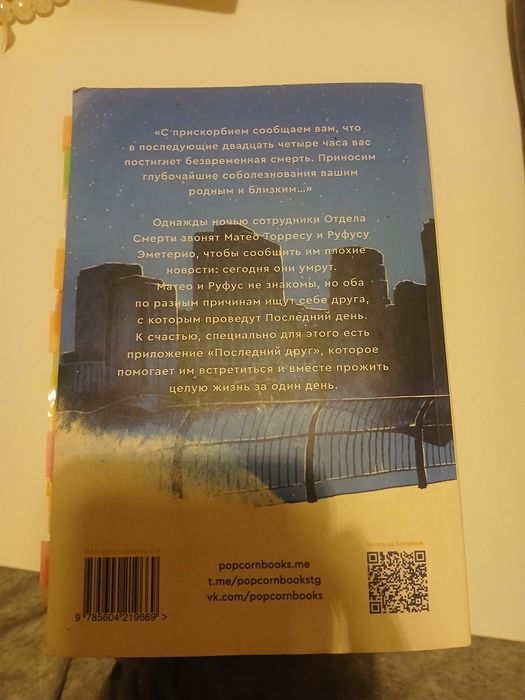 «С прискорбием сообщаем вам, что
в последующие двадцать четыре часа вас
постигнет безвременная смерть. Приносим
глубочайшие соболезнования вашим
родным и близким...»
Однажды ночью сотрудники Отдела
Смерти звонят Матео Торресу и Руфусу
Эметерио, чтобы сообщить им плохие
новости: сегодня они умрут.
Матео и Руфус не знакомы, но оба
по разным причинам ищут себе друга,
с которым проведут Последний день.
К счастью, специально для этого есть
приложение «Последний друг», которое
помогает им встретиться и вместе прожить
целую жизнь за один день.
popcornbooks.me
t.me/popcornbookstg
vk.com/popcornbooks
9 785604 219669 >